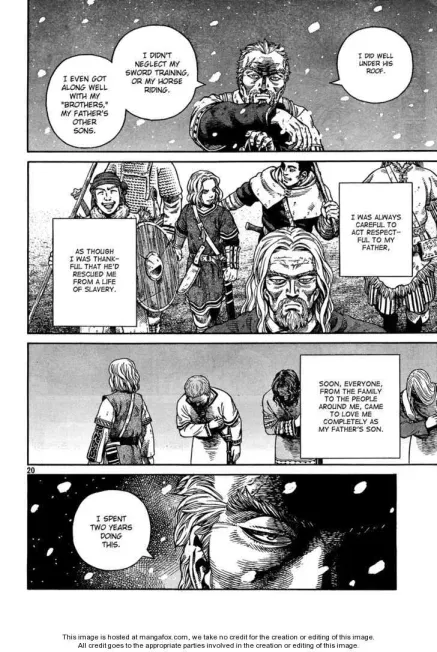 I DID WELL
UNDER HIS
ROOF.
I DIDN'T
NEGLECT MY
SWORD TRAINING,
OR MY HORSE
RIDING.
I EVEN GOT
ALONG WELL
WITH MY
"BROTHERS,"
MY FATHER'S
OTHER
SONS.
I WAS ALWAYS
CAREFUL TO
ACT RESPECT-
FUL TO MY
FATHER,
AS THOUGH
I WAS THANK-
FUL THAT HE'D
RESCUED ME
FROM A LIFE
OF SLAVERY.
SOON, EVERYONE,
FROM THE FAMILY
TO THE PEOPLE
AROUND ME, CAME
TO LOVE ME
COMPLETELY AS
MY FATHER'S SON.
20
I SPENT
TWO YEARS
DOING
THIS.
This image is hosted at mangafox.com, we take no credit for the creation or editing of this image.
All credit goes to the appropriate parties involved in the creation or editing of this image.